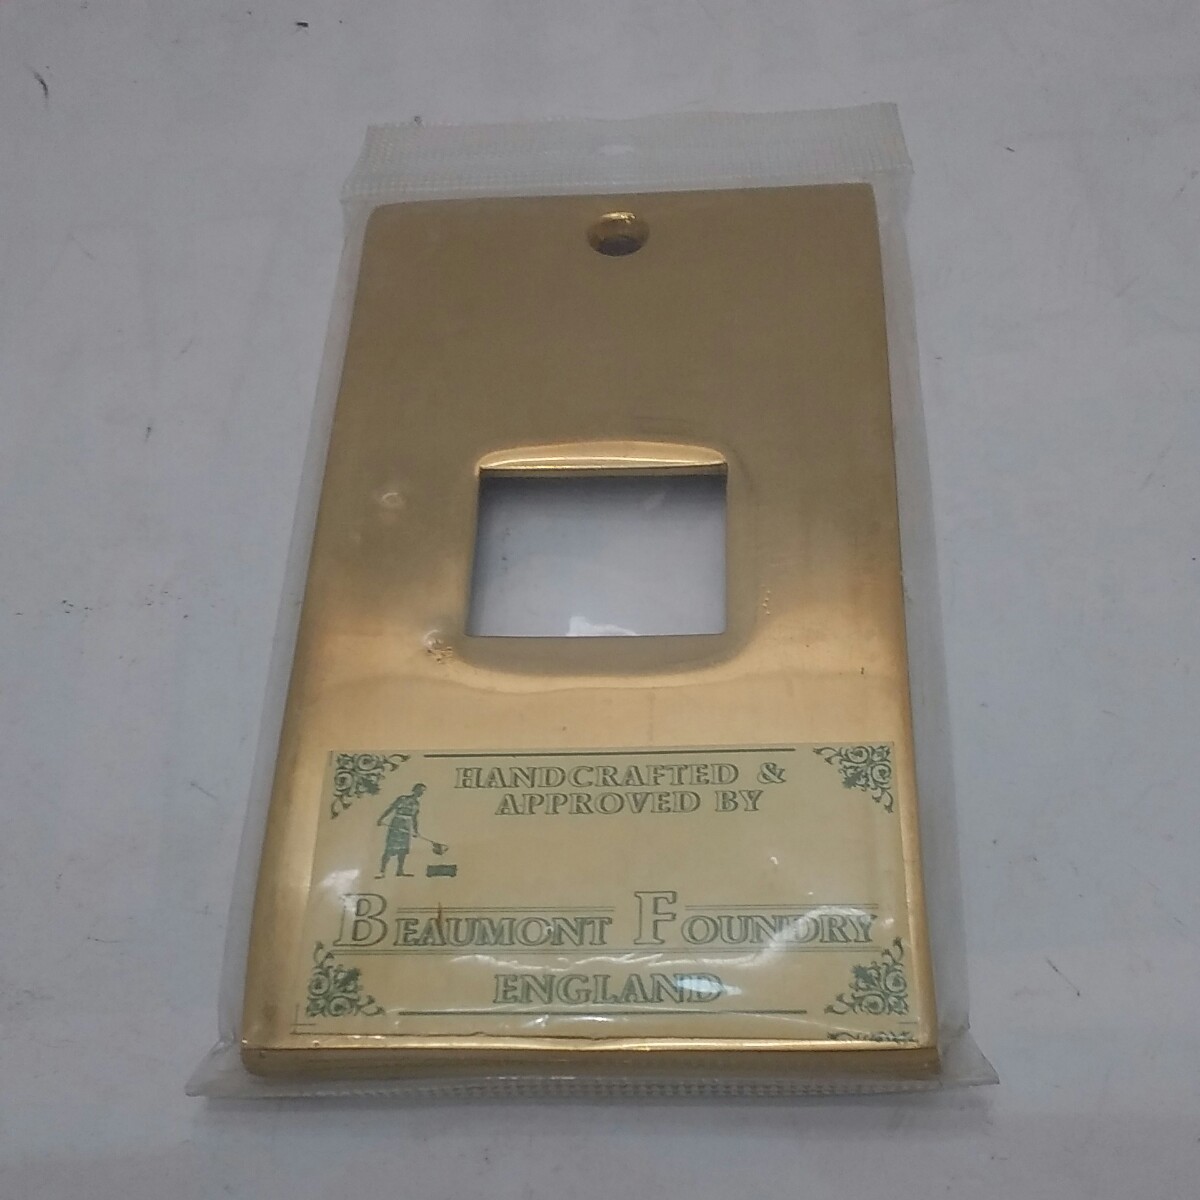 HANDCRAFTED &
APPROVED BY
BEAUMONT FOUNDRY
ENGLAND